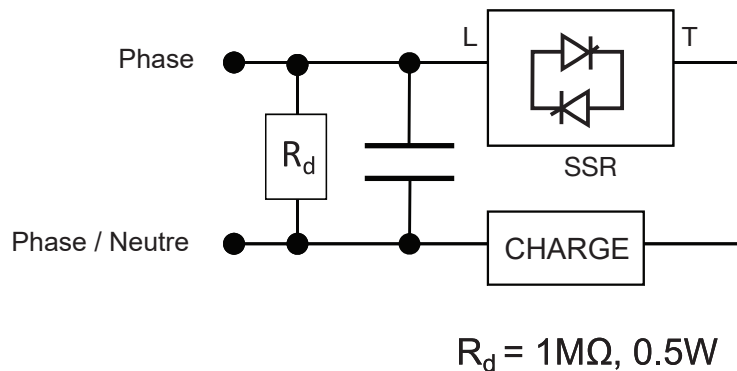 L
T
Phase
R_d
SSR
Phase / Neutre
CHARGE
R_d = 1MΩ, 0.5W